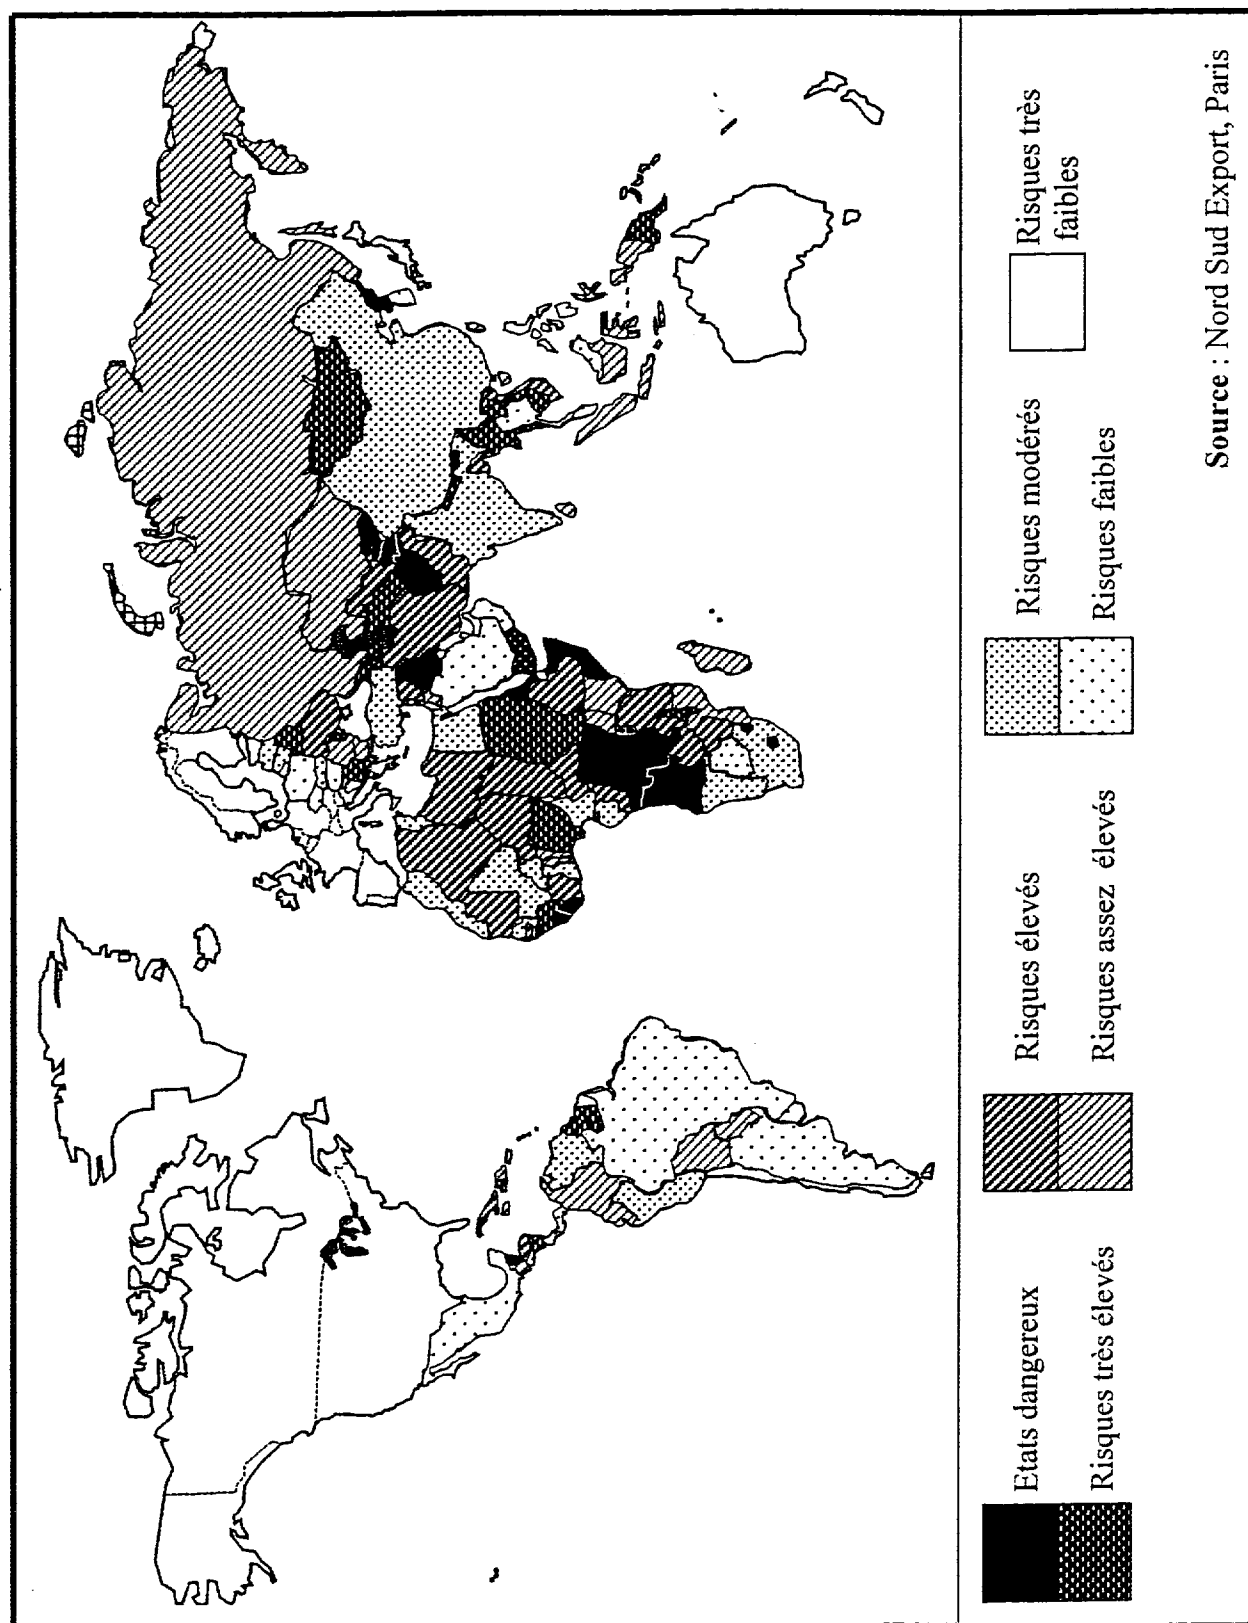 Etats dangereux
Risques très élevés
Risques élevés
Risques assez élevés
Risques modérés
Risques faibles
Risques très
faibles
Source : Nord Sud Export, Paris